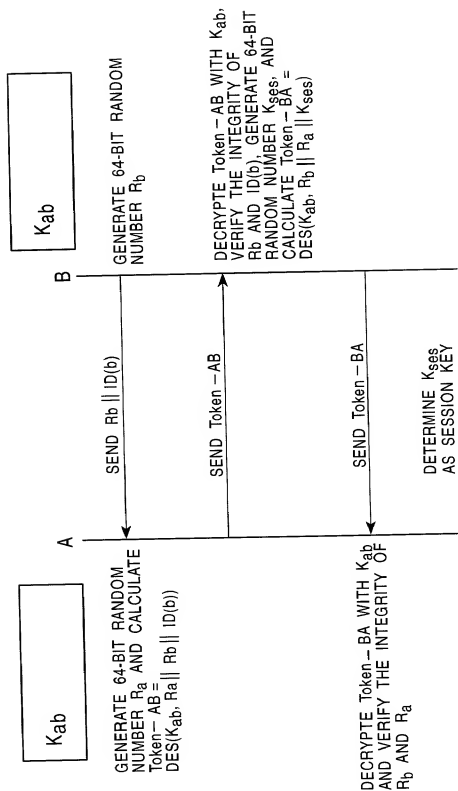 Kab
Kab
A
B
GENERATE 64-BIT RANDOM
NUMBER Rb
SEND Rb || ID(b)
GENERATE 64-BIT RANDOM
NUMBER Ra AND CALCULATE
Token – AB =
DES(Kab, Ra || Rb || ID(b))
SEND Token – AB
DECRYPTE Token – AB WITH Kab,
VERIFY THE INTEGRITY OF
Rb AND ID(b), GENERATE 64-BIT
RANDOM NUMBER Kses, AND
CALCULATE Token – BA =
DES(Kab, Rb || Ra || Kses)
SEND Token – BA
DECRYPTE Token – BA WITH Kab
AND VERIFY THE INTEGRITY OF
Rb AND Ra
DETERMINE Kses
AS SESSION KEY